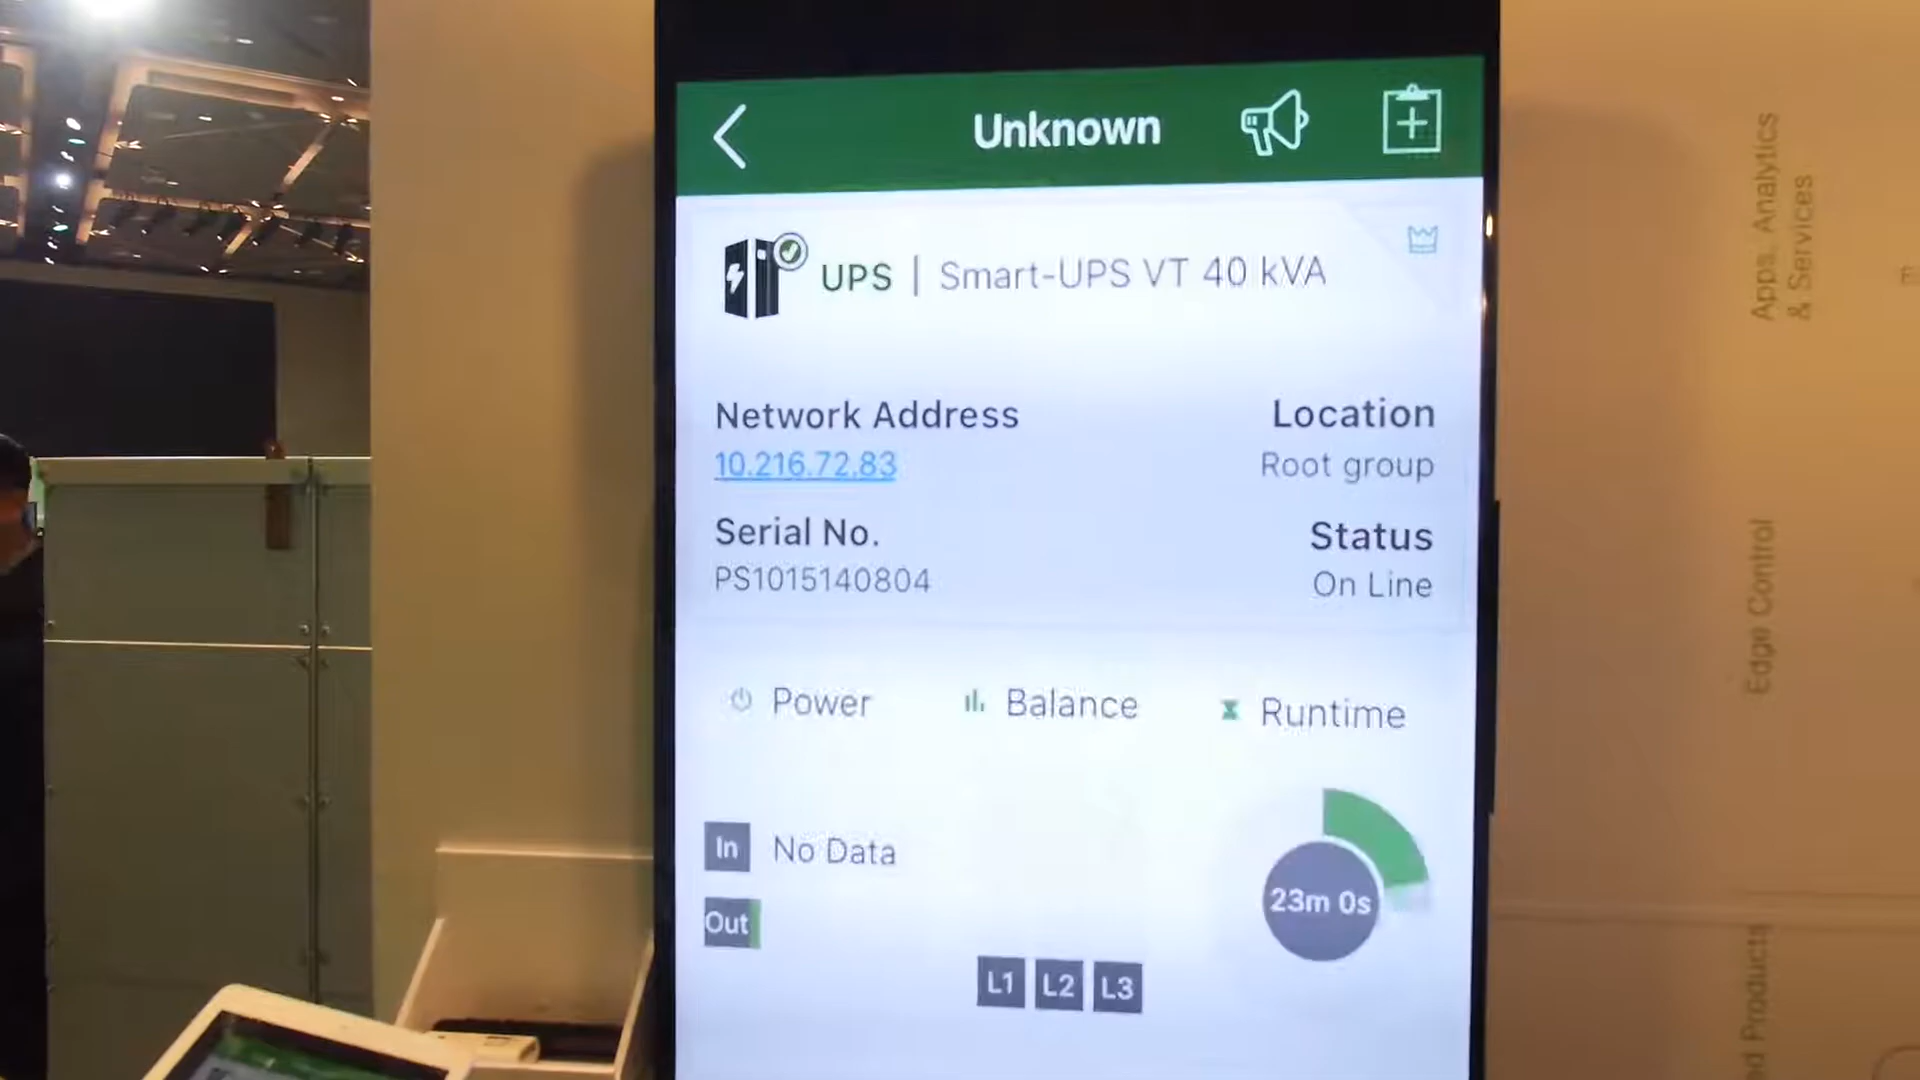 Unknown
UPS | Smart-UPS VT 40 kVA
Network Address
10.216.72.83
Location
Root group
Serial No.
PS1015140804
Status
On Line
Power
Balance
Runtime
In No Data
Out
23m 0s
L1 L2 L3
Apps, Analytics
& Services
Edge Control
Products